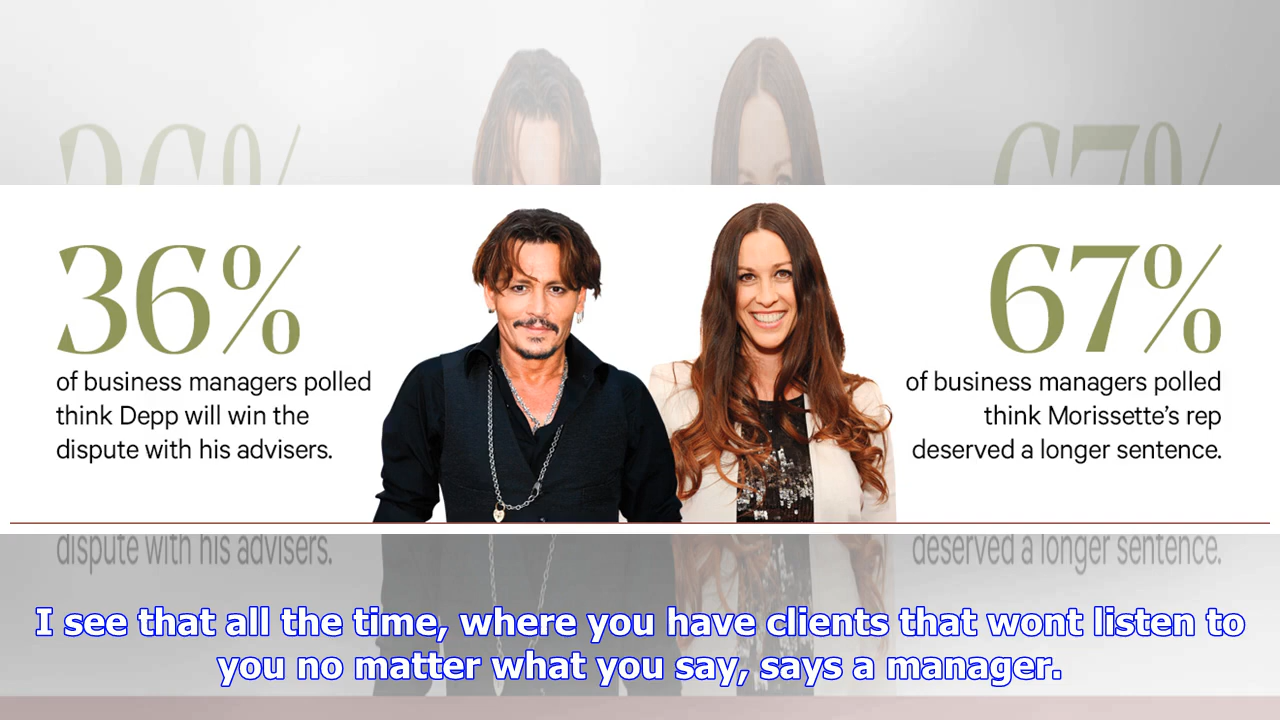 36%
67%
36%
of business managers polled
think Depp will win the
dispute with his advisers.
67%
of business managers polled
think Morissette’s rep
deserved a longer sentence.
dispute with his advisers.
deserved a longer sentence.
I see that all the time, where you have clients that wont listen to
you no matter what you say, says a manager.